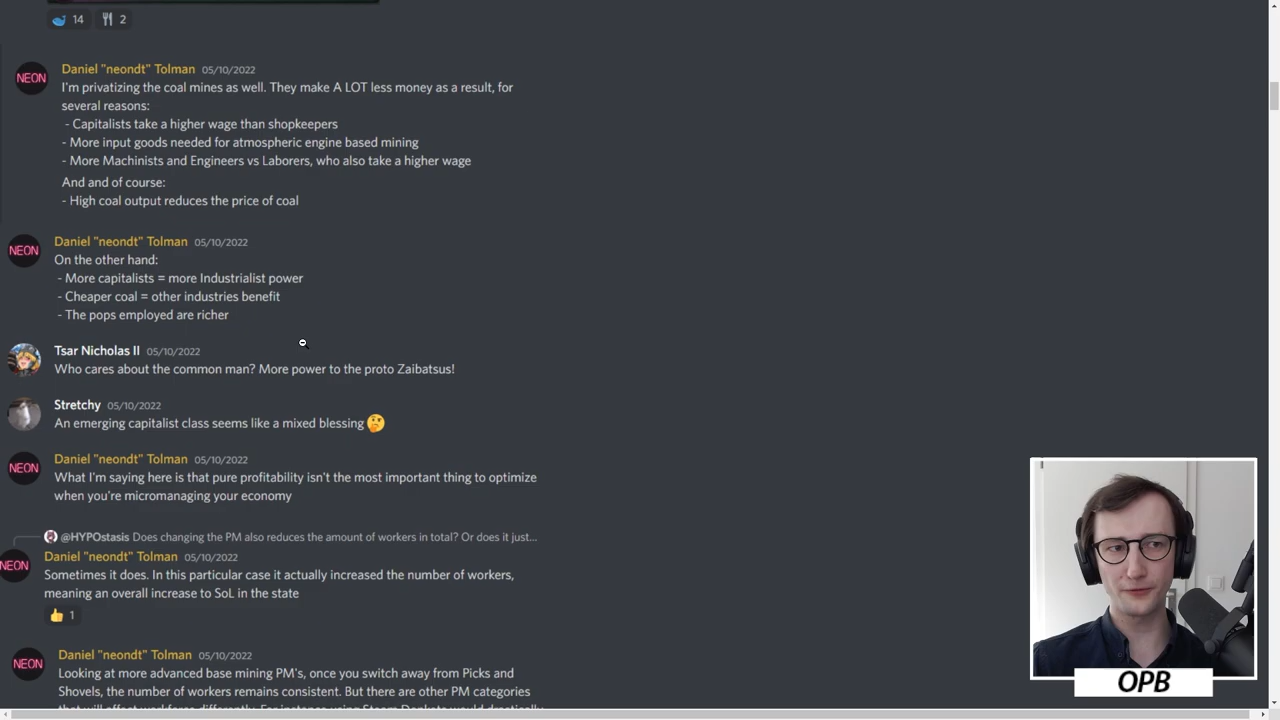 14 2
NEON
Daniel "neondt" Tolman 05/10/2022
I'm privatizing the coal mines as well. They make A LOT less money as a result, for
several reasons:
- Capitalists take a higher wage than shopkeepers
- More input goods needed for atmospheric engine based mining
- More Machinists and Engineers vs Laborers, who also take a higher wage
And and of course:
- High coal output reduces the price of coal
NEON
Daniel "neondt" Tolman 05/10/2022
On the other hand:
- More capitalists = more Industrialist power
- Cheaper coal = other industries benefit
- The pops employed are richer
Tsar Nicholas II 05/10/2022
Who cares about the common man? More power to the proto Zaibatsus!
Stretchy 05/10/2022
An emerging capitalist class seems like a mixed blessing 🤔
NEON
Daniel "neondt" Tolman 05/10/2022
What I'm saying here is that pure profitability isn't the most important thing to optimize
when you're micromanaging your economy
@HYPOstasis Does changing the PM also reduces the amount of workers in total? Or does it just...
NEON
Daniel "neondt" Tolman 05/10/2022
Sometimes it does. In this particular case it actually increased the number of workers,
meaning an overall increase to SoL in the state
👍 1
NEON
Daniel "neondt" Tolman 05/10/2022
Looking at more advanced base mining PM's, once you switch away from Picks and
Shovels, the number of workers remains consistent. But there are other PM categories
OPB